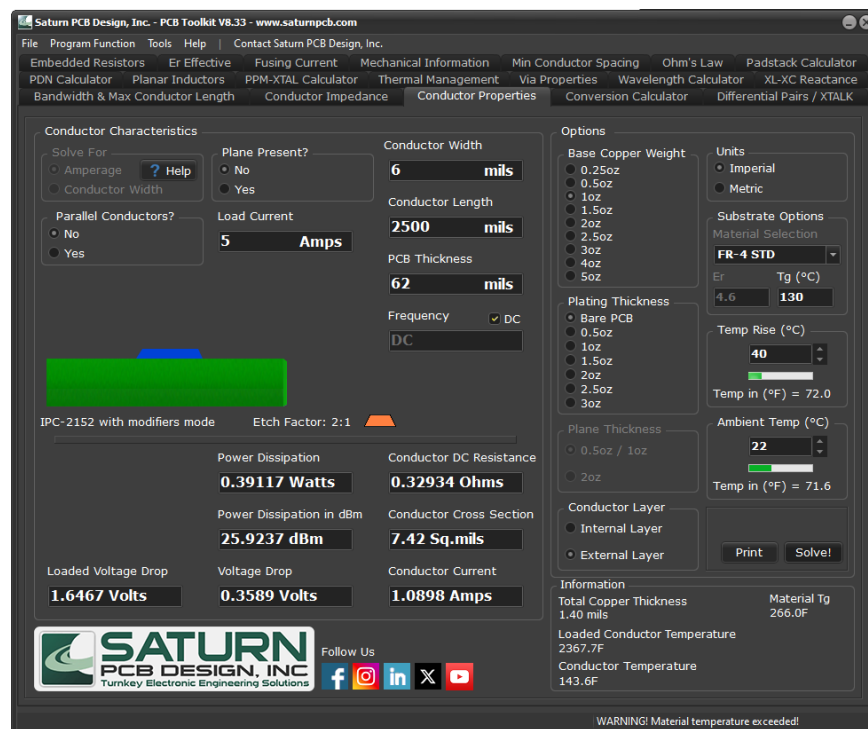 Saturn PCB Design, Inc. - PCB Toolkit V8.33 - www.saturnpcb.com
File Program Function Tools Help Contact Saturn PCB Design, Inc.
Embedded Resistors Er Effective Fusing Current Mechanical Information Min Conductor Spacing Ohm's Law Padstack Calculator
PDN Calculator Planar Inductors PPM-XTAL Calculator Thermal Management Via Properties Wavelength Calculator XL-XC Reactance
Bandwidth & Max Conductor Length Conductor Impedance Conductor Properties Conversion Calculator Differential Pairs / XTALK
Conductor Characteristics
Solve For
Amperage
? Help
Conductor Width
Plane Present?
No
Yes
Conductor Width
6 mils
Parallel Conductors?
No
Yes
Load Current
5 Amps
Conductor Length
2500 mils
PCB Thickness
62 mils
Frequency
DC
DC
IPC-2152 with modifiers mode
Etch Factor: 2:1
Power Dissipation
0.39117 Watts
Conductor DC Resistance
0.32934 Ohms
Power Dissipation in dBm
25.9237 dBm
Conductor Cross Section
7.42 Sq.mils
Loaded Voltage Drop
1.6467 Volts
Voltage Drop
0.3589 Volts
Conductor Current
1.0898 Amps
Options
Base Copper Weight
0.25oz
0.5oz
1oz
1.5oz
2oz
2.5oz
3oz
4oz
5oz
Plating Thickness
Bare PCB
0.5oz
1oz
1.5oz
2oz
2.5oz
3oz
Plane Thickness
0.5oz / 1oz
2oz
Conductor Layer
Internal Layer
External Layer
Units
Imperial
Metric
Substrate Options
Material Selection
FR-4 STD
Er Tg (°C)
4.6 130
Temp Rise (°C)
40
Temp in (°F) = 72.0
Ambient Temp (°C)
22
Temp in (°F) = 71.6
Print Solve!
Information
Total Copper Thickness
1.40 mils
Material Tg
266.0F
Loaded Conductor Temperature
2367.7F
Conductor Temperature
143.6F
SATURN
PCB DESIGN, INC
Turnkey Electronic Engineering Solutions
Follow Us
f in X
WARNING! Material temperature exceeded!